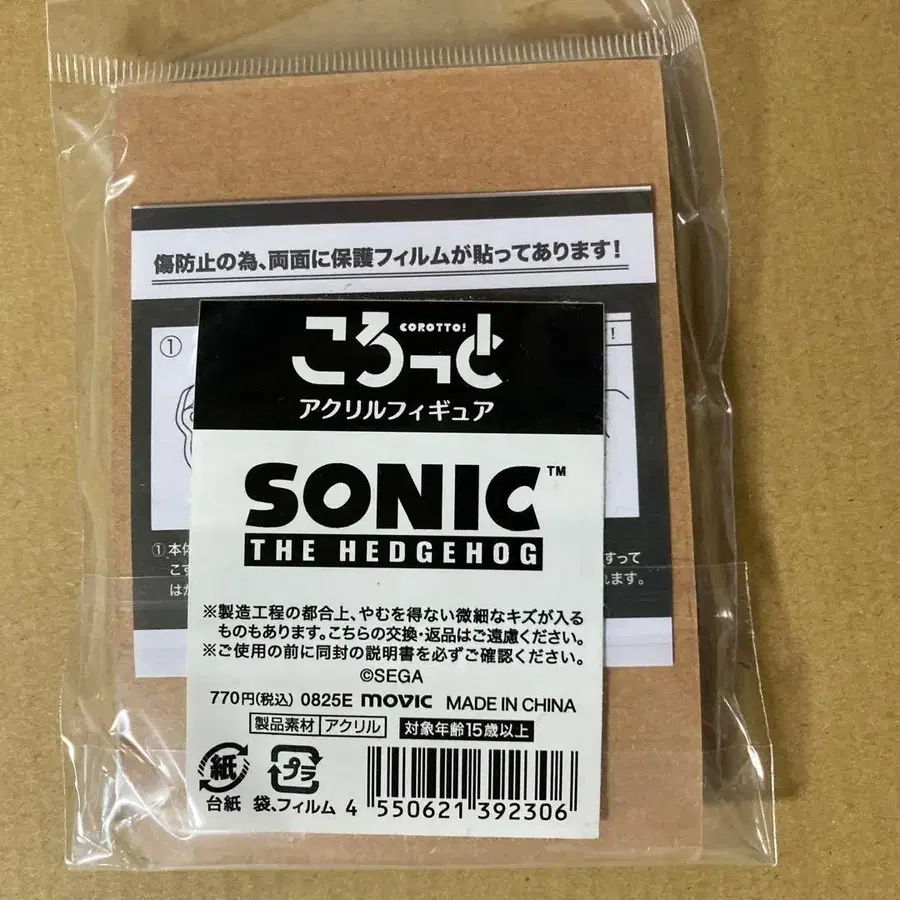 傷防止の為、両面に保護フィルムが貼ってあります!
①
!
COROTTO!
ころっと
アクリルフィギュア
SONIC™
THE HEDGEHOG
①本体
すって
こす
れます。
はが
※製造工程の都合上、やむを得ない微細なキズが入る
ものもあります。こちらの交換・返品はご遠慮ください。
※ご使用の前に同封の説明書を必ずご確認ください。
©SEGA
770円(税込) 0825E movic MADE IN CHINA
製品素材 アクリル 対象年齢15歳以上
紙 プラ
台紙 袋、フィルム 4 550621 392306